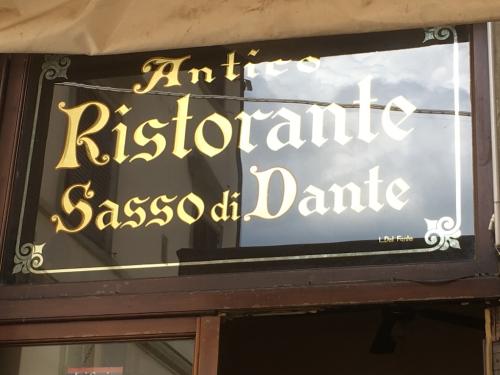 Antico
Ristorante
Sasso di Dante